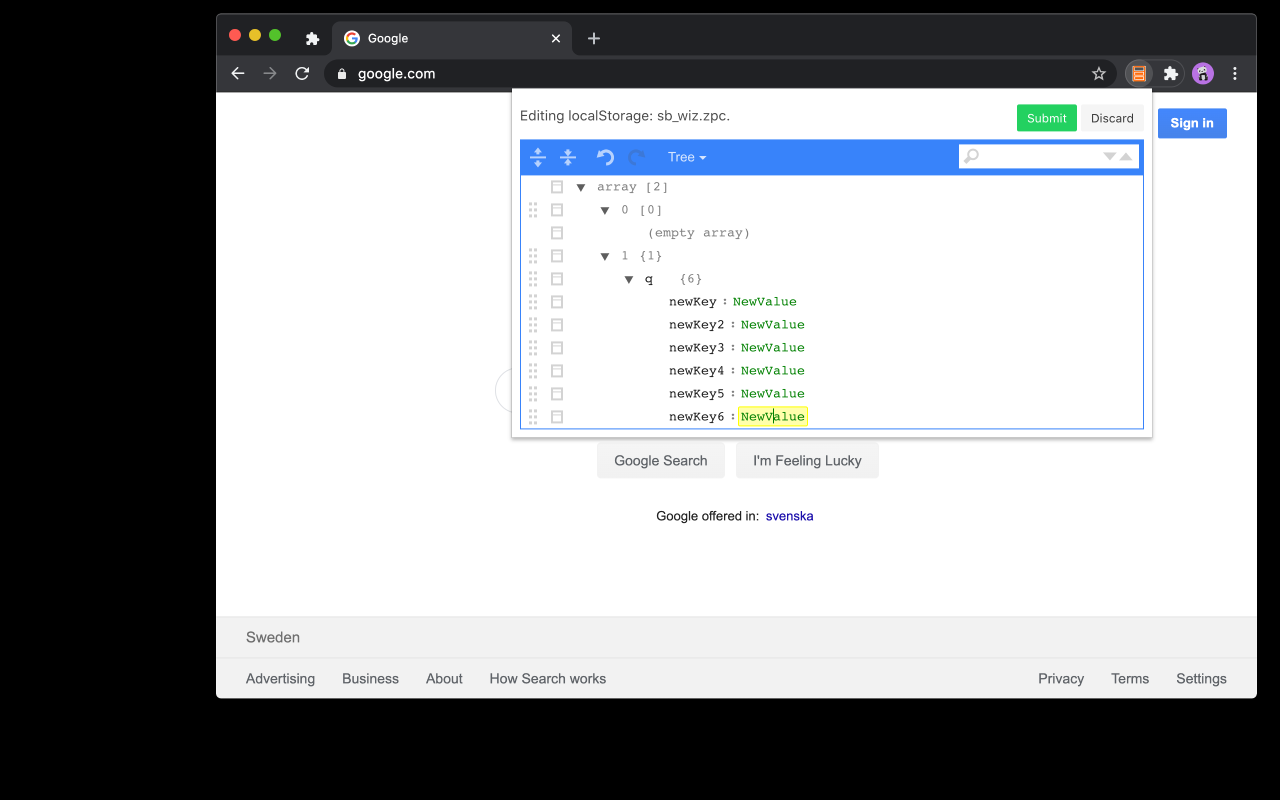 Google
google.com
Editing localStorage: sb_wiz.zpc.
Submit
Discard
Sign in
Tree
array [2]
0 [0]
(empty array)
1 {1}
q {6}
newKey : NewValue
newKey2 : NewValue
newKey3 : NewValue
newKey4 : NewValue
newKey5 : NewValue
newKey6 : NewValue
Google Search
I'm Feeling Lucky
Google offered in: svenska
Sweden
Advertising
Business
About
How Search works
Privacy
Terms
Settings